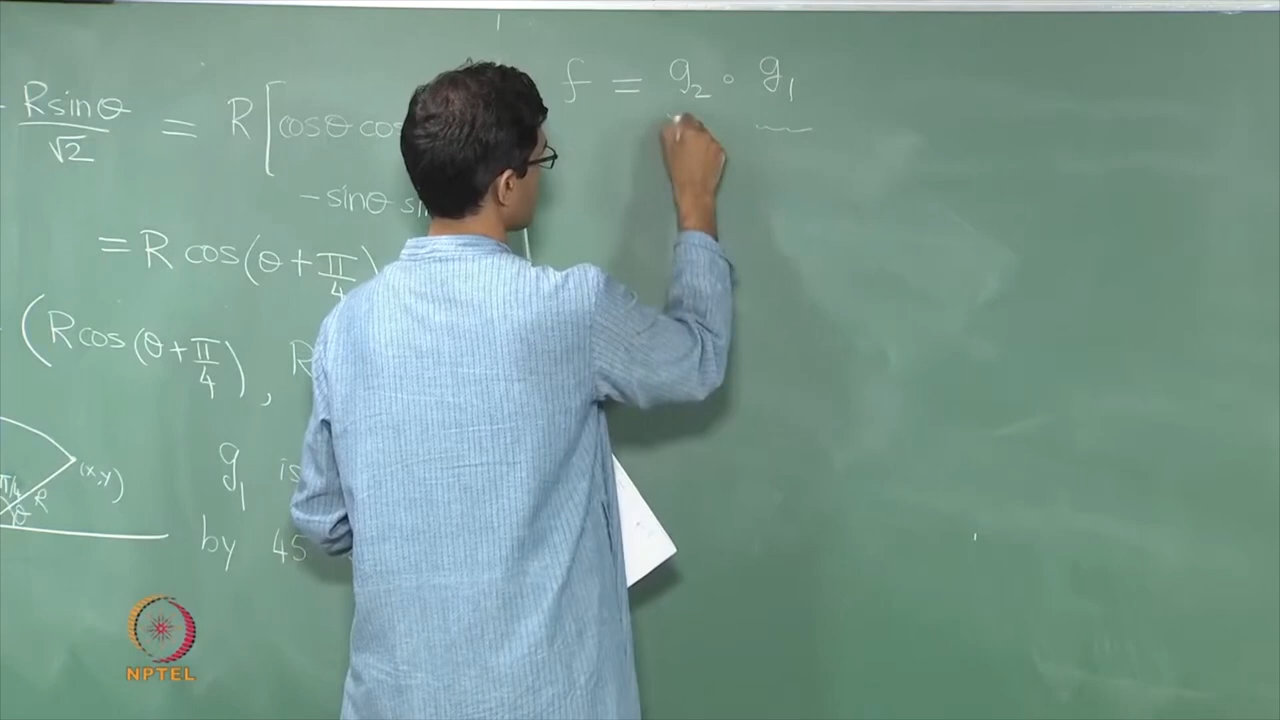 R sinθ / √2 = R [cosθ cos
- sinθ
= R cos(θ + π/4)
(R cos(θ + π/4), R
(x,y)
π/4
R
θ
g₁ is
by 45
f = g₂ ∘ g₁
NPTEL